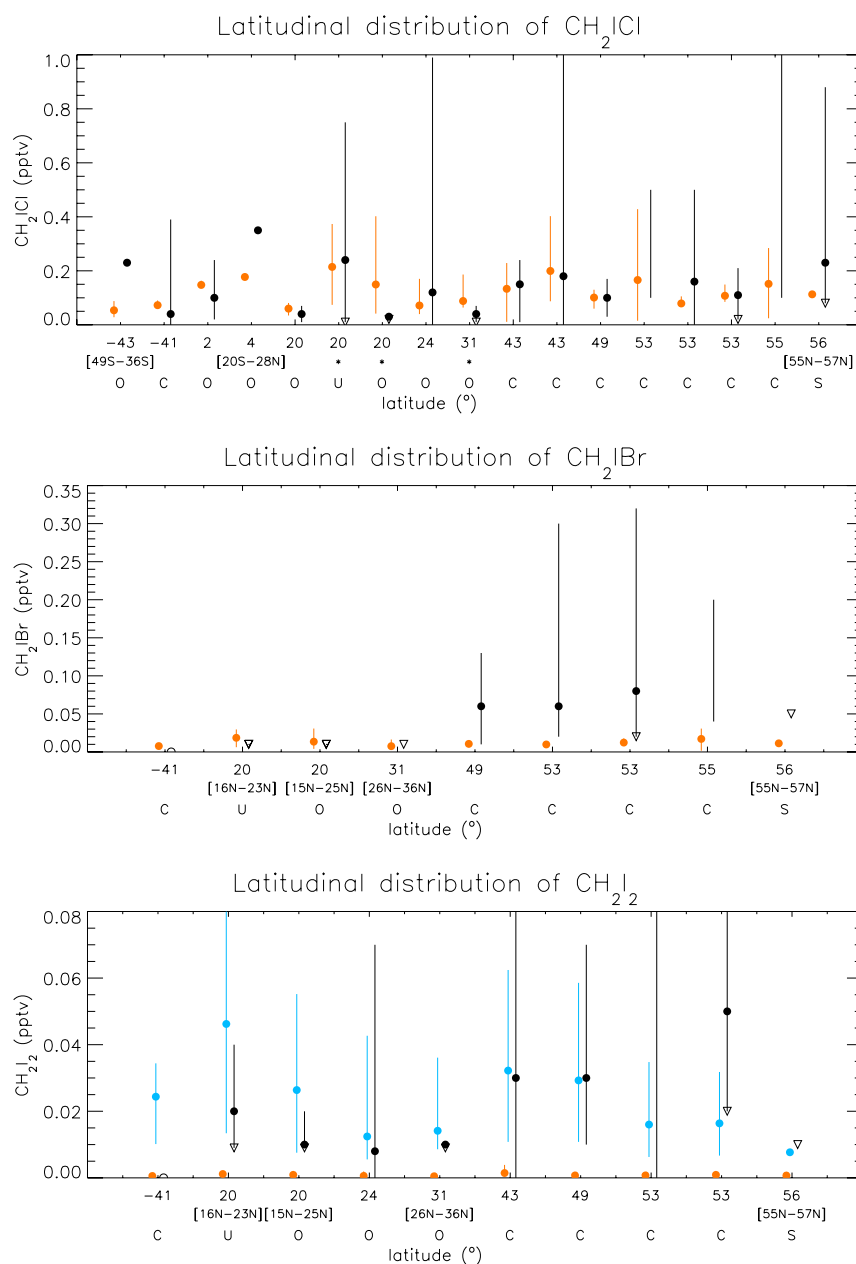 Latitudinal distribution of CH2ICl
1.0
0.8
0.6
0.4
0.2
0.0
CH2ICl (pptv)
−43 −41 2 4 20 20 20 24 31 43 43 49 53 53 53 55 56
[49S−36S] [20S−28N] * * * [55N−57N]
O C O O O U O O O C C C C C C C S
latitude (°)
Latitudinal distribution of CH2IBr
0.35
0.30
0.25
0.20
0.15
0.10
0.05
0.00
CH2IBr (pptv)
−41 20 20 31 49 53 53 55 56
[16N−23N] [15N−25N] [26N−36N] [55N−57N]
C U O O C C C C S
latitude (°)
Latitudinal distribution of CH2I2
0.08
0.06
0.04
0.02
0.00
CH2I2 (pptv)
−41 20 20 24 31 43 49 53 53 56
[16N−23N] [15N−25N] [26N−36N] [55N−57N]
C U O O O C C C C S
latitude (°)